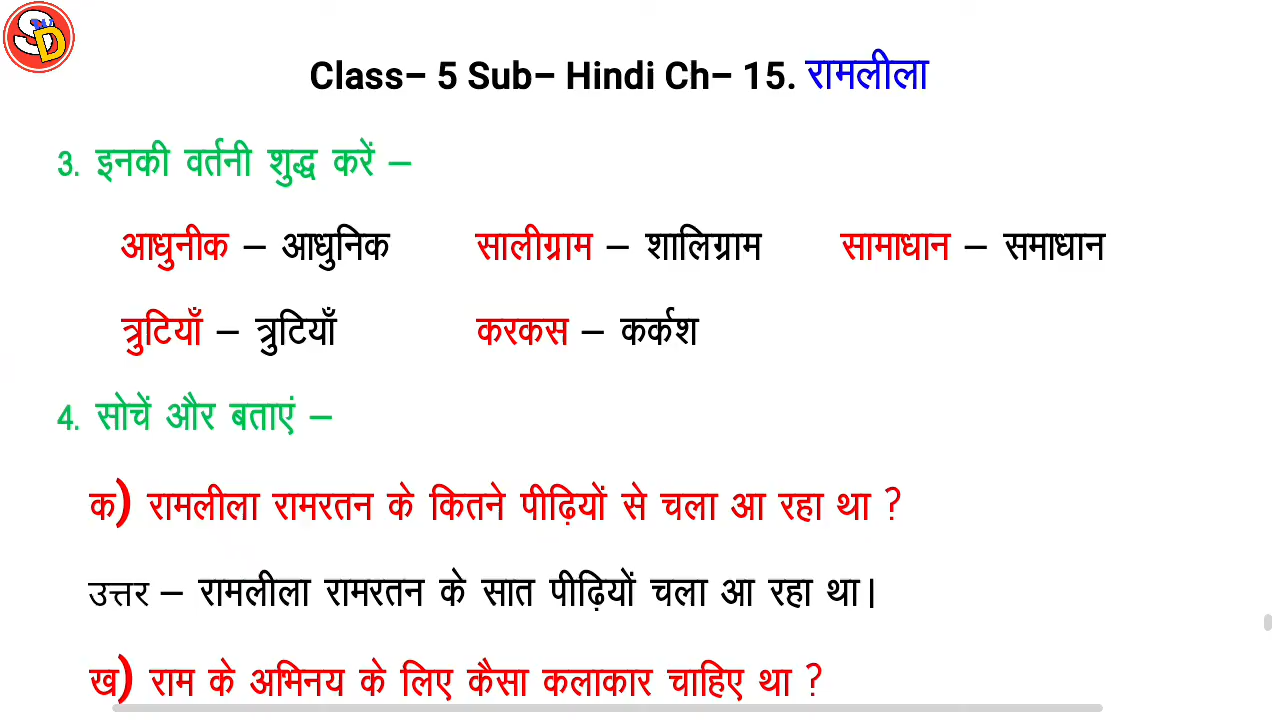 SD
Class– 5 Sub– Hindi Ch– 15. रामलीला
3. इनकी वर्तनी शुद्ध करें –
आधुनीक – आधुनिक सालीग्राम – शालिग्राम सामाधान – समाधान
त्रुटियाँ – त्रुटियाँ करकस – कर्कश
4. सोचें और बताएं –
क) रामलीला रामरतन के कितने पीढ़ियों से चला आ रहा था ?
उत्तर – रामलीला रामरतन के सात पीढ़ियों चला आ रहा था।
ख) राम के अभिनय के लिए कैसा कलाकार चाहिए था ?